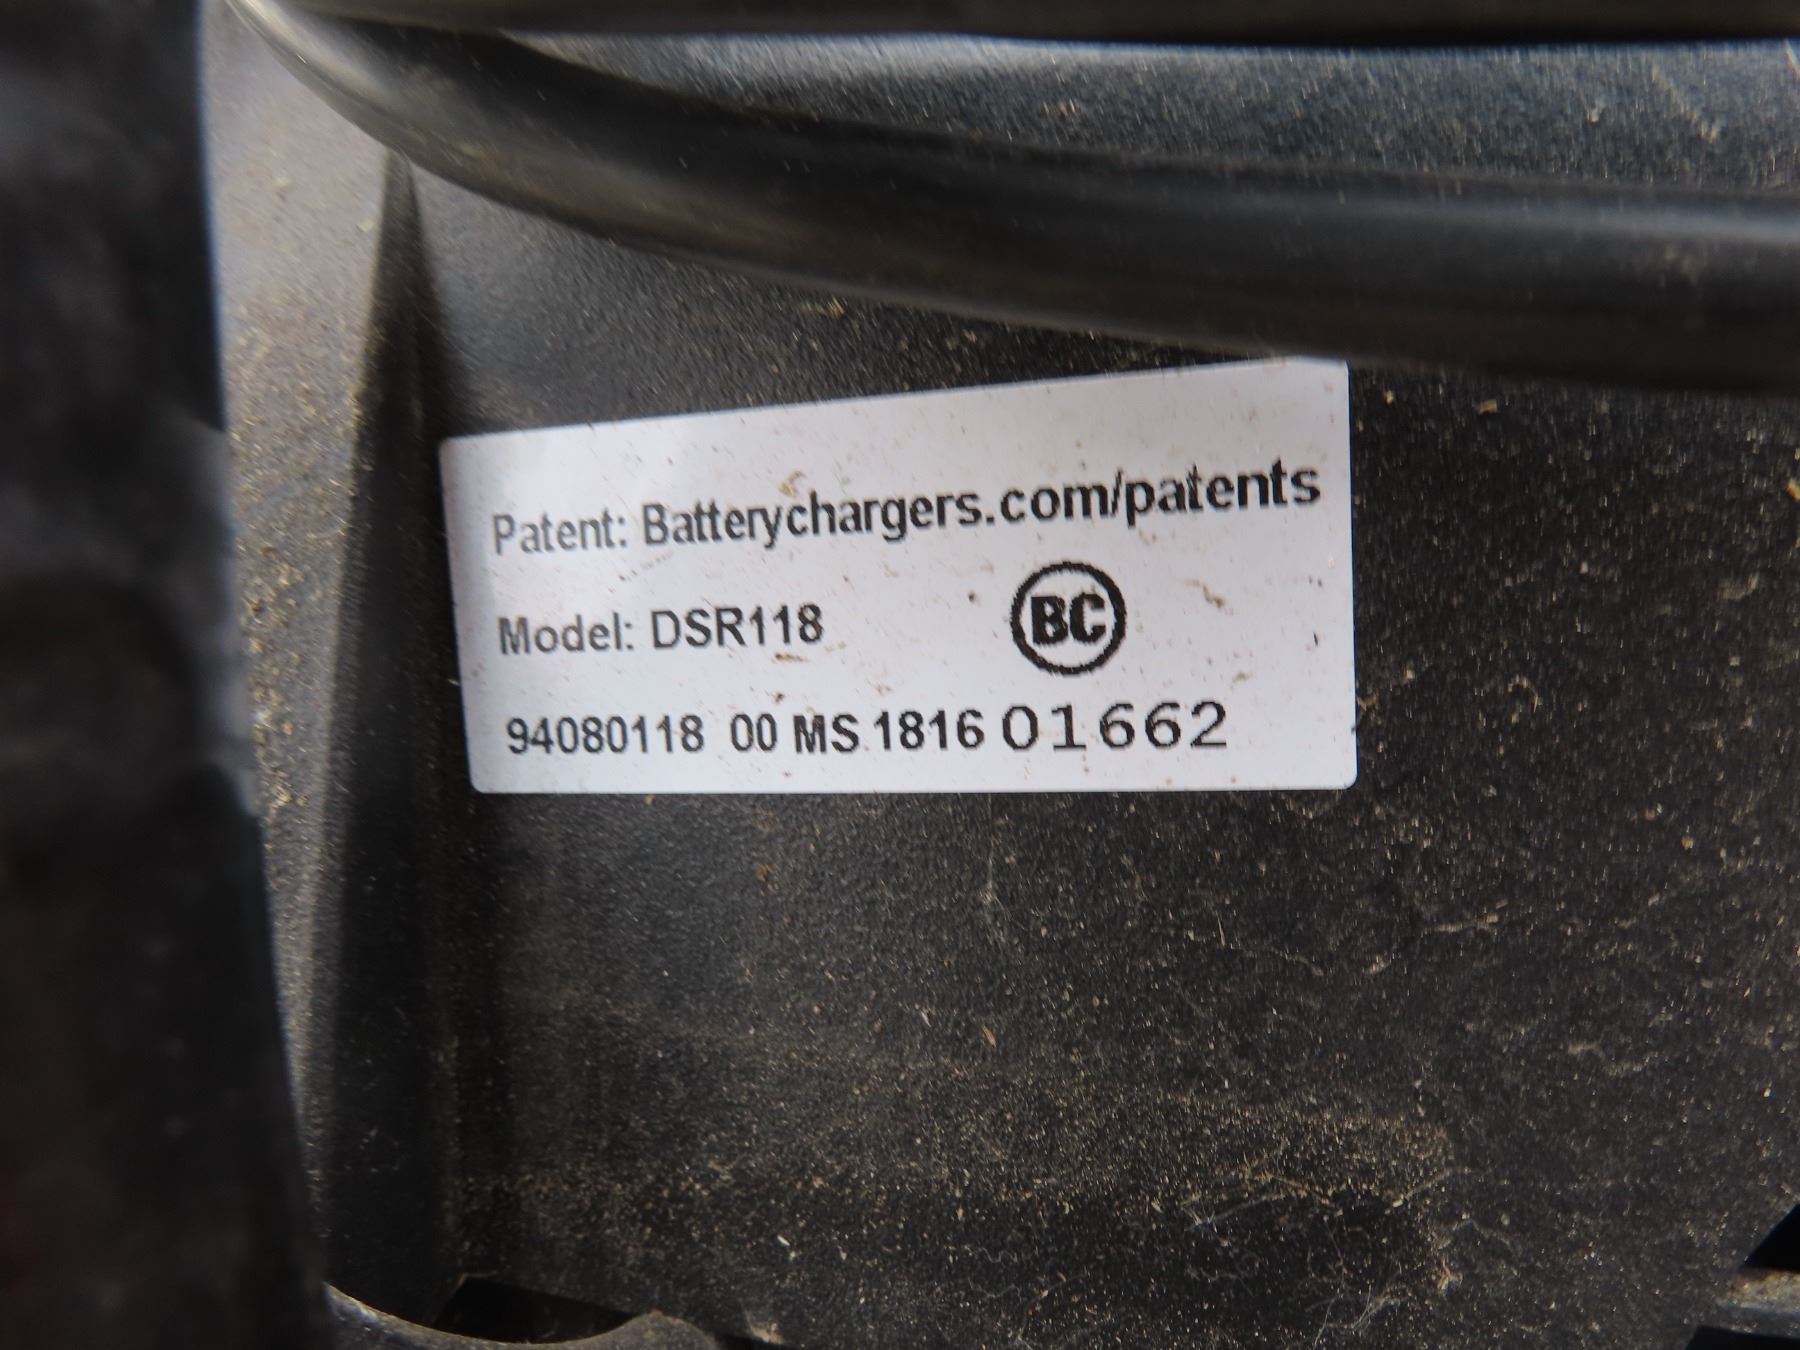 Patent: Batterychargers.com/patents
Model: DSR118
BC
94080118 00 MS 1816 01662